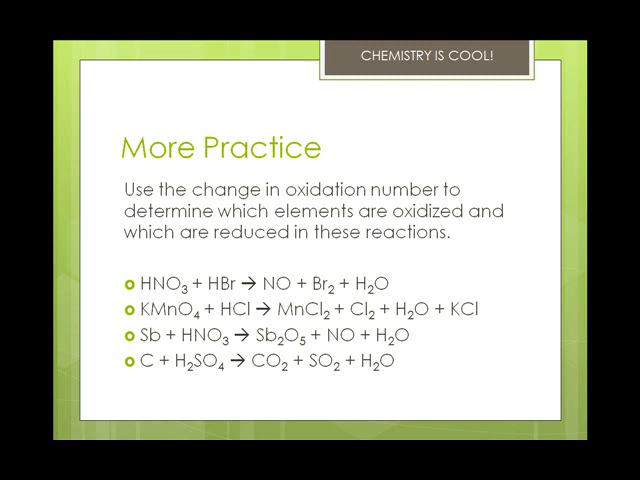 CHEMISTRY IS COOL!
More Practice
Use the change in oxidation number to
determine which elements are oxidized and
which are reduced in these reactions.
HNO₃ + HBr → NO + Br₂ + H₂O
KMnO₄ + HCl → MnCl₂ + Cl₂ + H₂O + KCl
Sb + HNO₃ → Sb₂O₅ + NO + H₂O
C + H₂SO₄ → CO₂ + SO₂ + H₂O